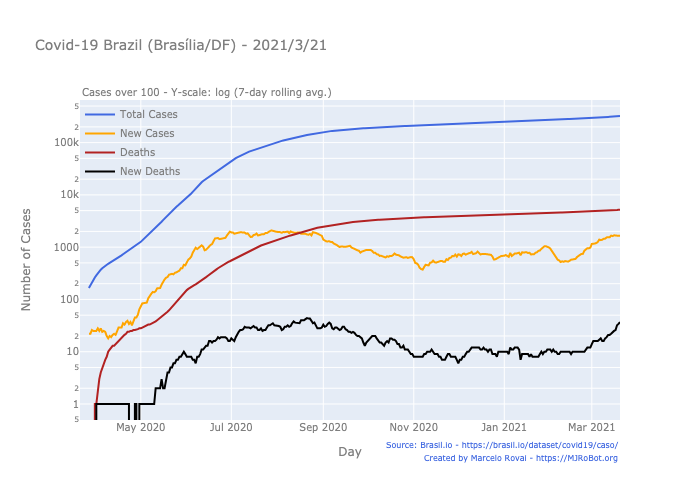 Covid-19 Brazil (Brasília/DF) - 2021/3/21
Cases over 100 - Y-scale: log (7-day rolling avg.)
Total Cases
New Cases
Deaths
New Deaths
Number of Cases
5
2
100k
5
2
10k
5
2
1000
5
2
100
5
2
10
5
2
1
5
May 2020
Jul 2020
Sep 2020
Nov 2020
Jan 2021
Mar 2021
Day
Source: Brasil.io - https://brasil.io/dataset/covid19/caso/
Created by Marcelo Rovai - https://MJRoBot.org